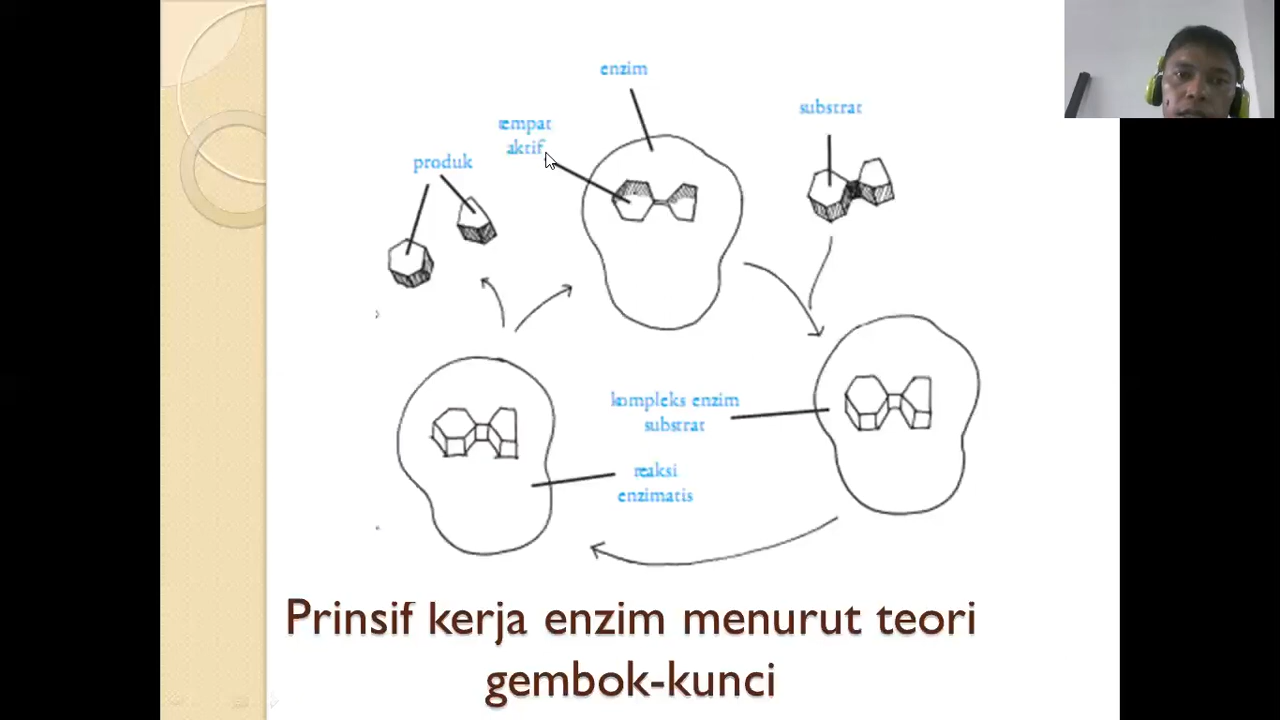 enzim
substrat
tempat
aktif
produk
kompleks enzim
substrat
reaksi
enzimatis
Prinsif kerja enzim menurut teori
gembok-kunci